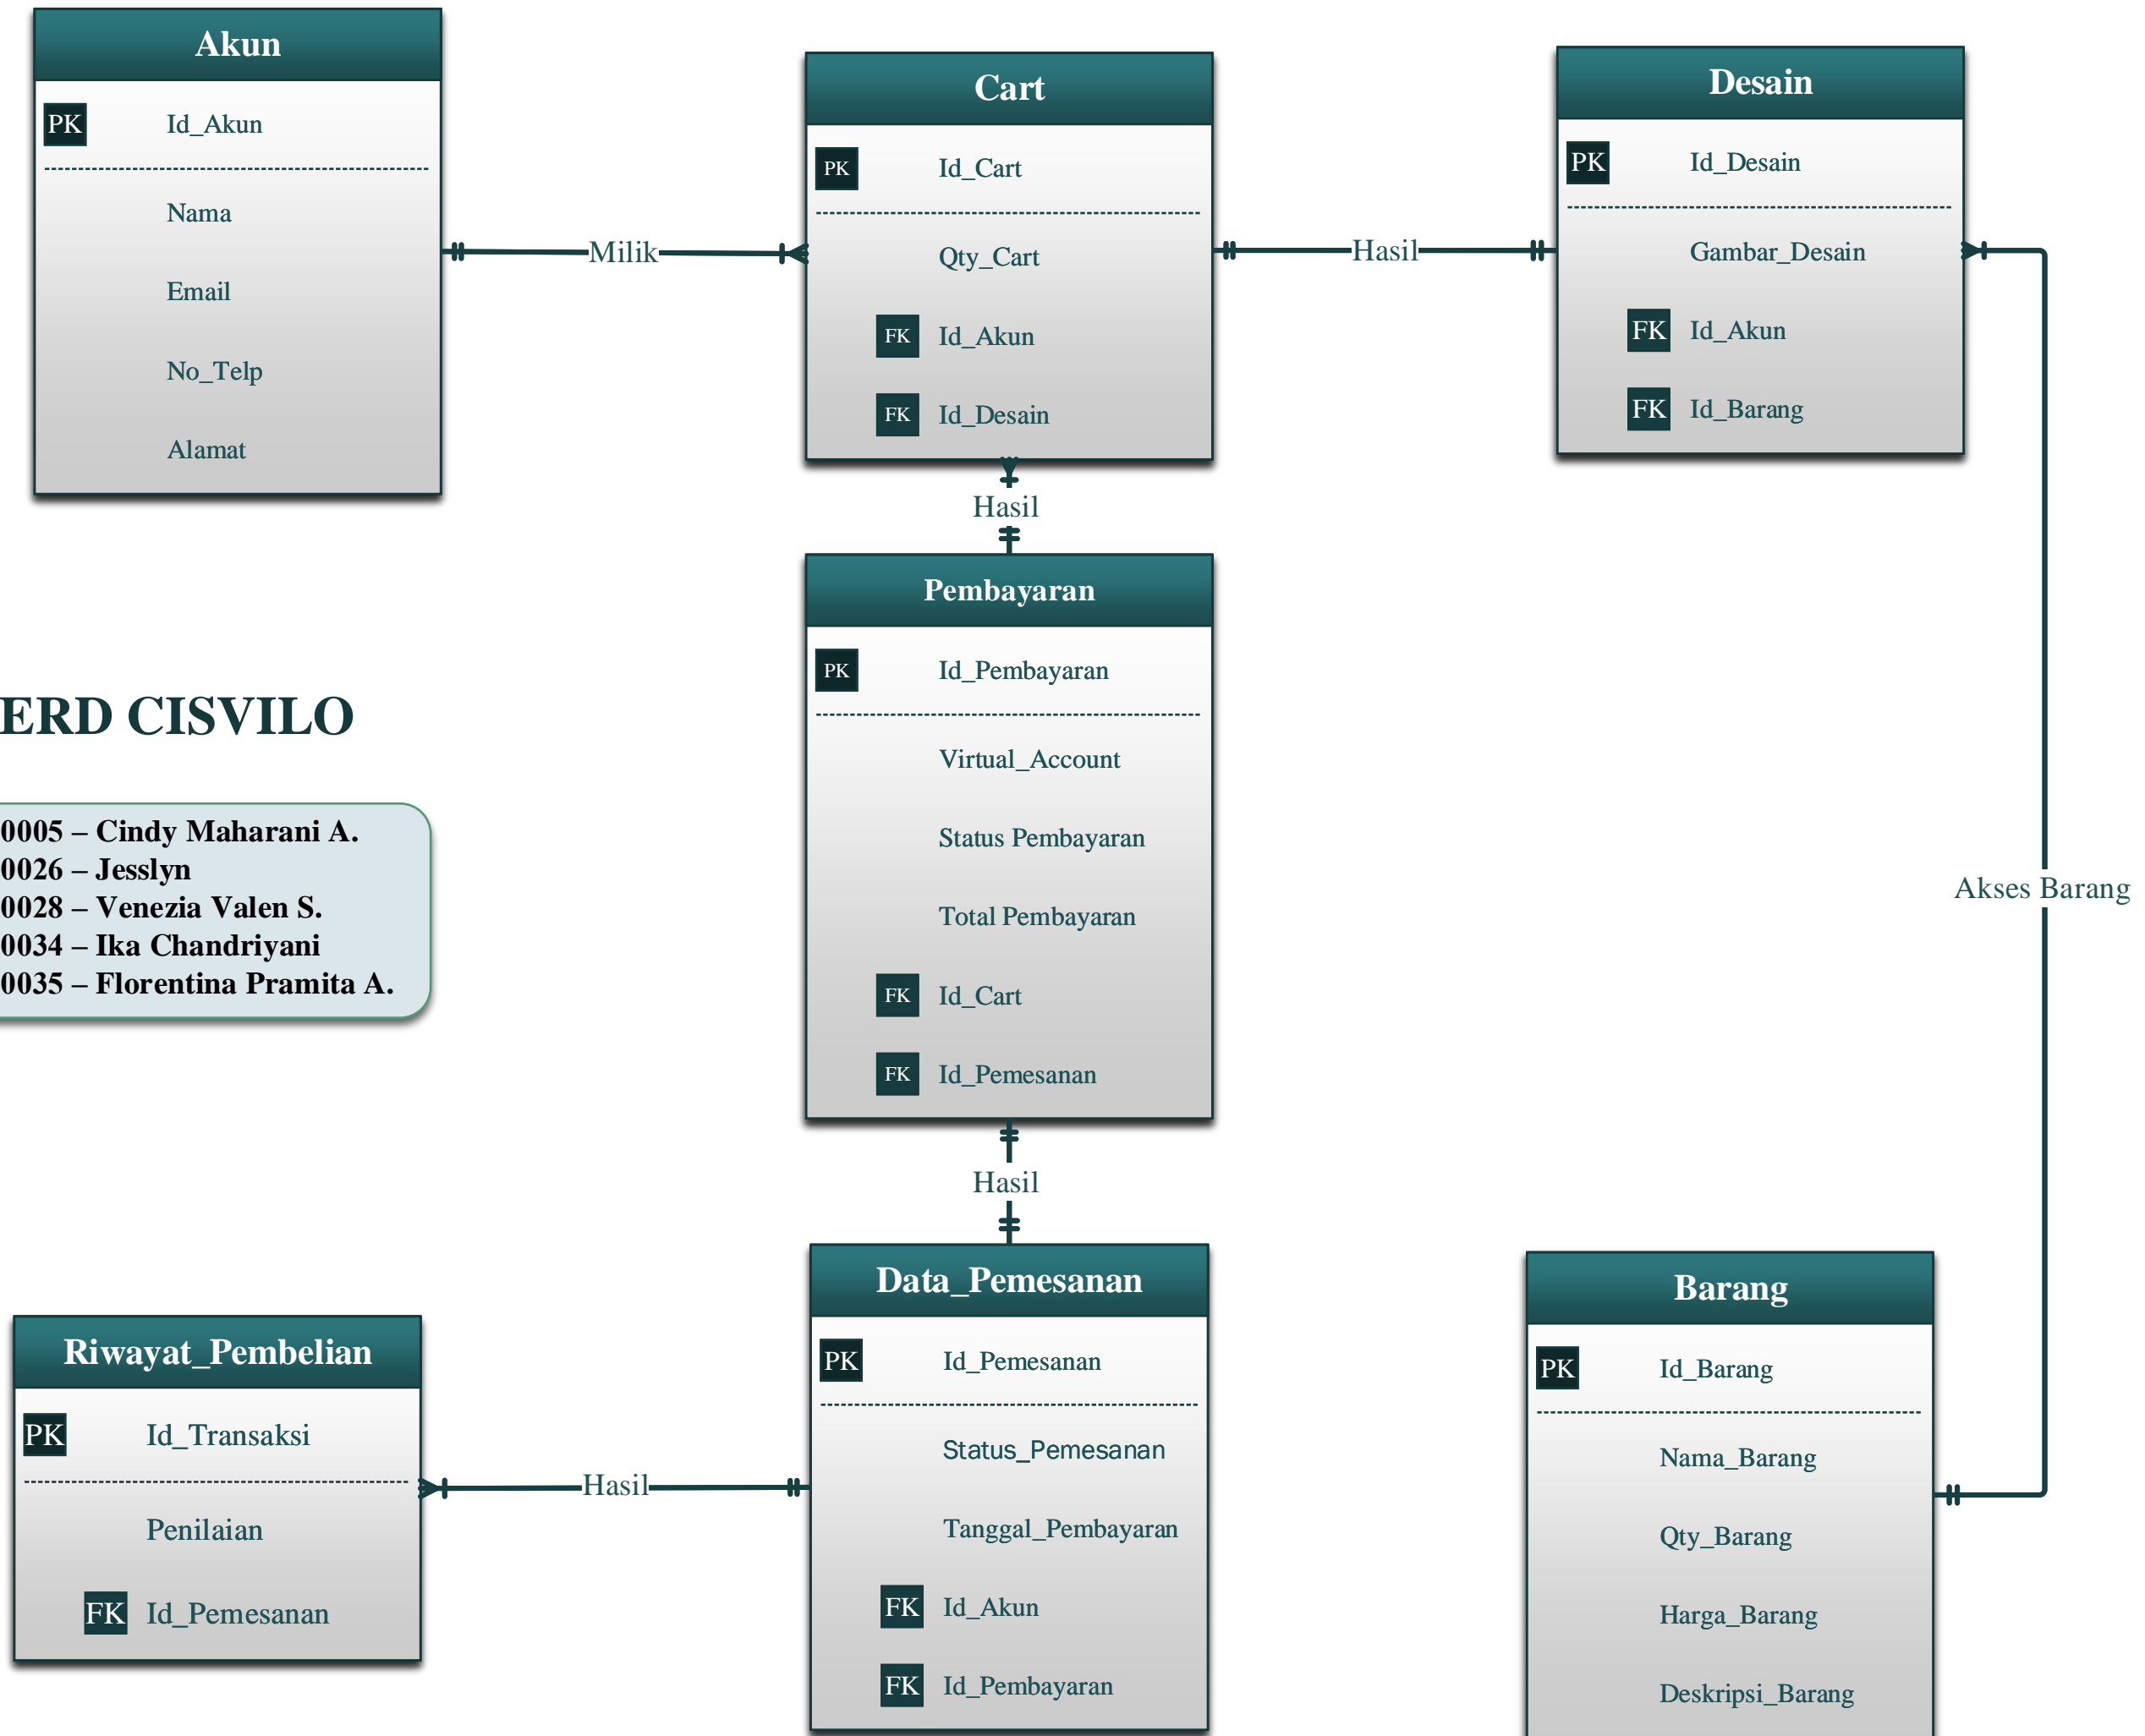 Akun
PK Id_Akun
Nama
Email
No_Telp
Alamat
Milik
Cart
PK Id_Cart
Qty_Cart
FK Id_Akun
FK Id_Desain
Hasil
Desain
PK Id_Desain
Gambar_Desain
FK Id_Akun
FK Id_Barang
Hasil
Pembayaran
PK Id_Pembayaran
Virtual_Account
Status Pembayaran
Total Pembayaran
FK Id_Cart
FK Id_Pemesanan
ERD CISVILO
0005 – Cindy Maharani A.
0026 – Jesslyn
0028 – Venezia Valen S.
0034 – Ika Chandriyani
0035 – Florentina Pramita A.
Akses Barang
Hasil
Riwayat_Pembelian
PK Id_Transaksi
Penilaian
FK Id_Pemesanan
Hasil
Data_Pemesanan
PK Id_Pemesanan
Status_Pemesanan
Tanggal_Pembayaran
FK Id_Akun
FK Id_Pembayaran
Barang
PK Id_Barang
Nama_Barang
Qty_Barang
Harga_Barang
Deskripsi_Barang